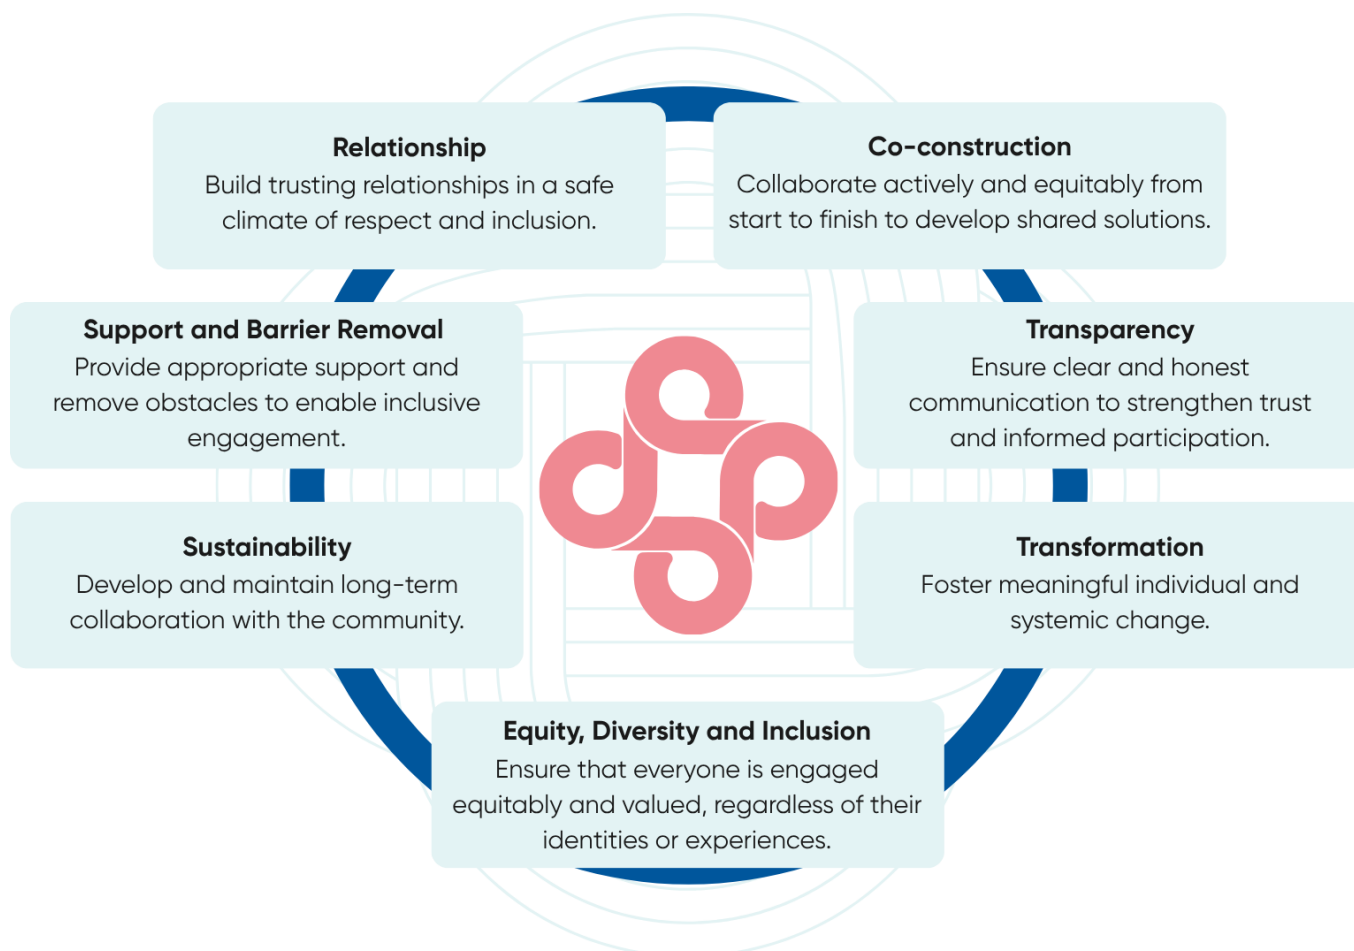 Relationship
Build trusting relationships in a safe
climate of respect and inclusion.
Co-construction
Collaborate actively and equitably from
start to finish to develop shared solutions.
Support and Barrier Removal
Provide appropriate support and
remove obstacles to enable inclusive
engagement.
Transparency
Ensure clear and honest
communication to strengthen trust
and informed participation.
Sustainability
Develop and maintain long-term
collaboration with the community.
Transformation
Foster meaningful individual and
systemic change.
Equity, Diversity and Inclusion
Ensure that everyone is engaged
equitably and valued, regardless of their
identities or experiences.